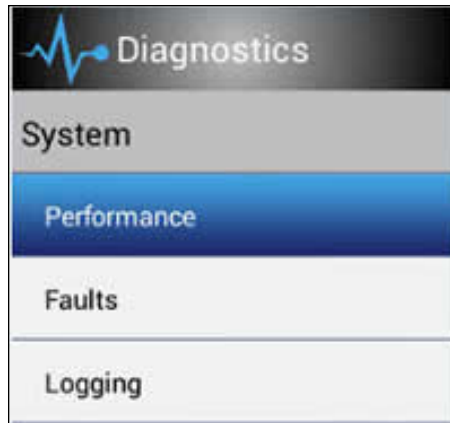 Diagnostics
System
Performance
Faults
Logging